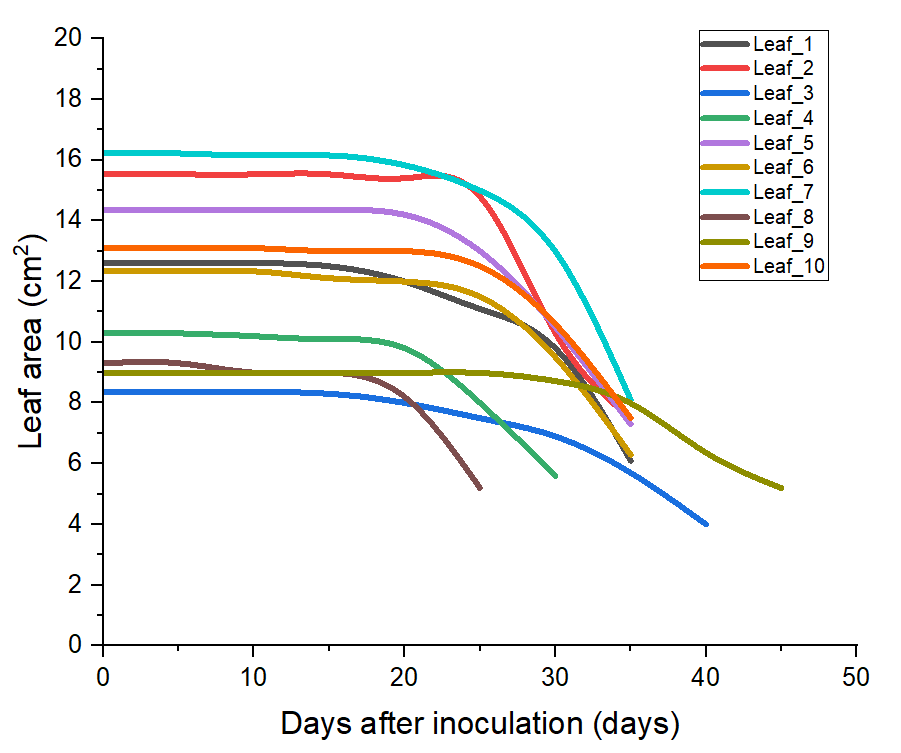 Leaf area (cm²)
20
18
16
14
12
10
8
6
4
2
0
Leaf_1
Leaf_2
Leaf_3
Leaf_4
Leaf_5
Leaf_6
Leaf_7
Leaf_8
Leaf_9
Leaf_10
0 10 20 30 40 50
Days after inoculation (days)